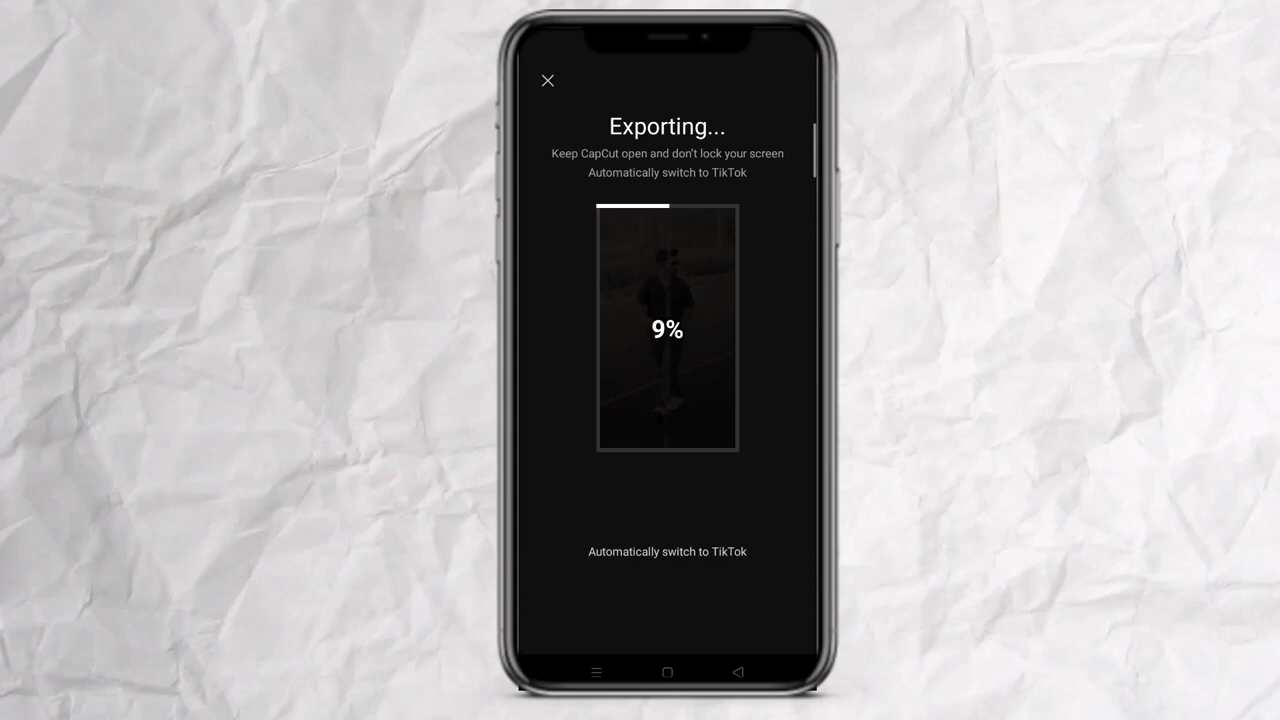 Exporting...
Keep CapCut open and don't lock your screen
Automatically switch to TikTok
9%
Automatically switch to TikTok